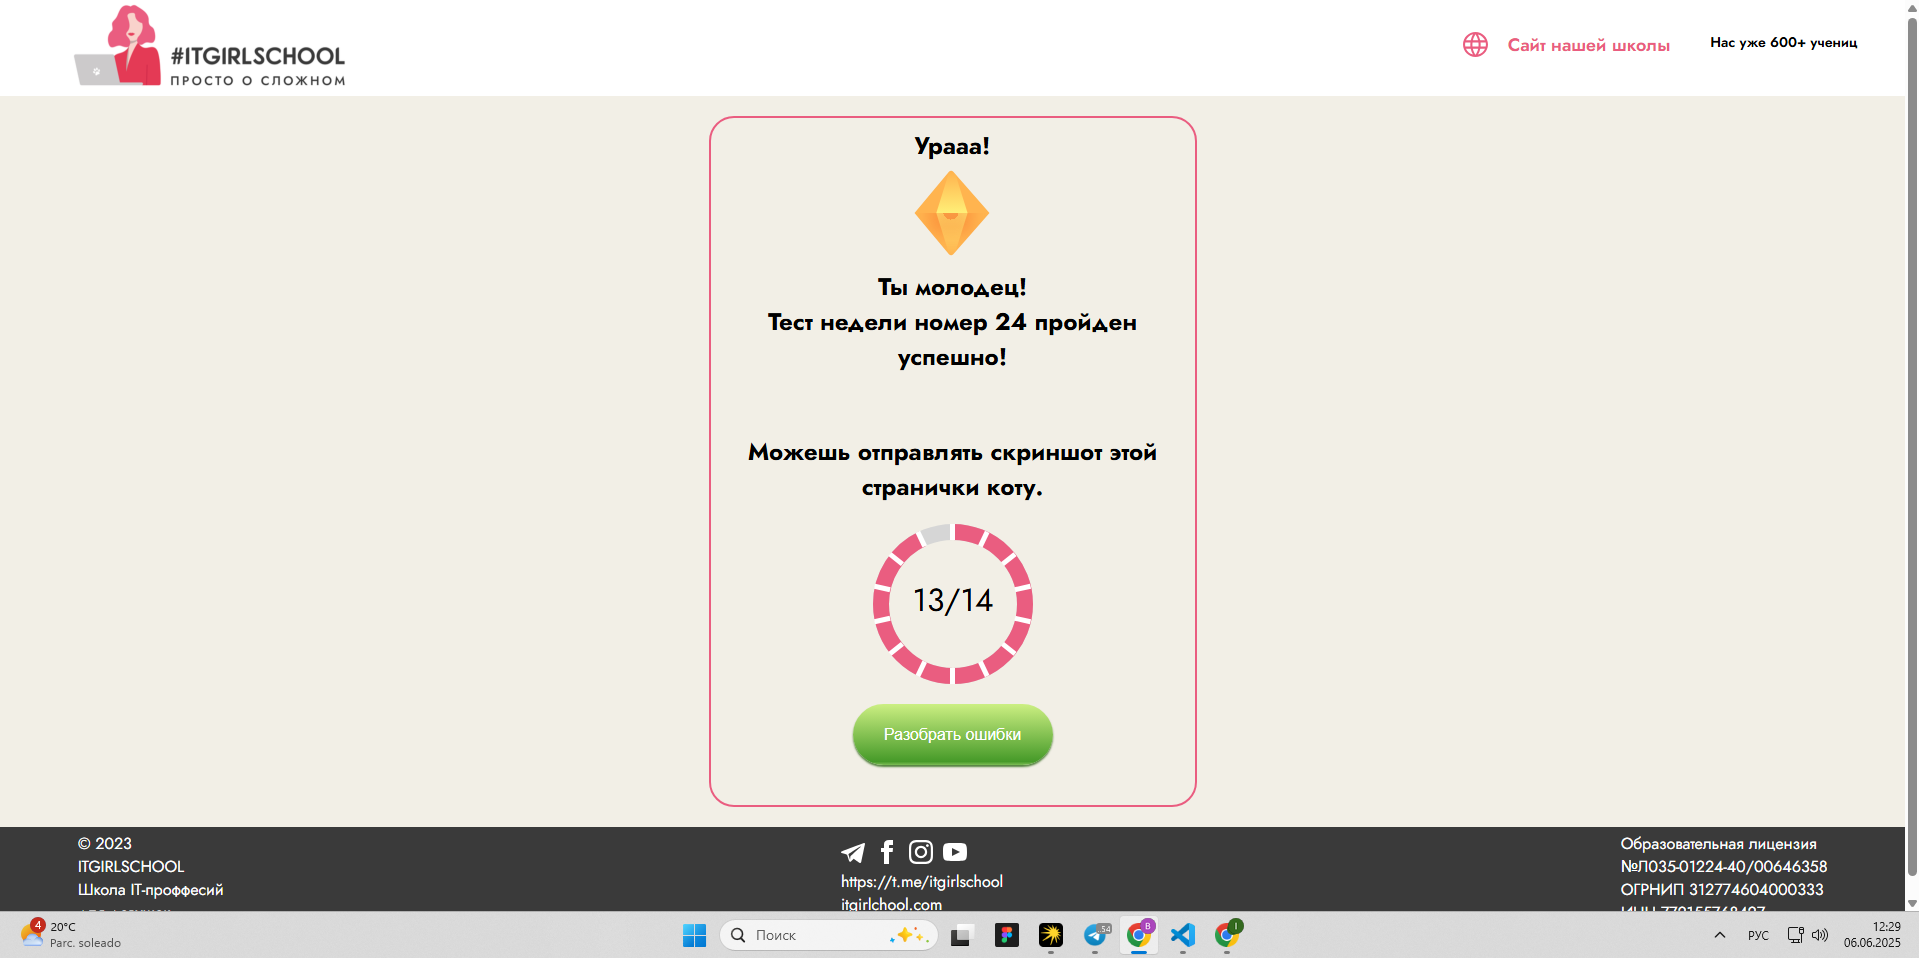 #ITGIRLSCHOOL
ПРОСТО О СЛОЖНОМ
Сайт нашей школы
Нас уже 600+ учениц
Урааа!
Ты молодец!
Тест недели номер 24 пройден
успешно!
Можешь отправлять скриншот этой
странички коту.
13/14
Разобрать ошибки
© 2023
ITGIRLSCHOOL
Школа IT-проффесий
https://t.me/itgirlschool
itgirlchool.com
Образовательная лицензия
№Л035-01224-40/00646358
ОГРНИП 312774604000333
4
20°C
Parc. soleado
Поиск
54
B
I
РУС
12:29
06.06.2025